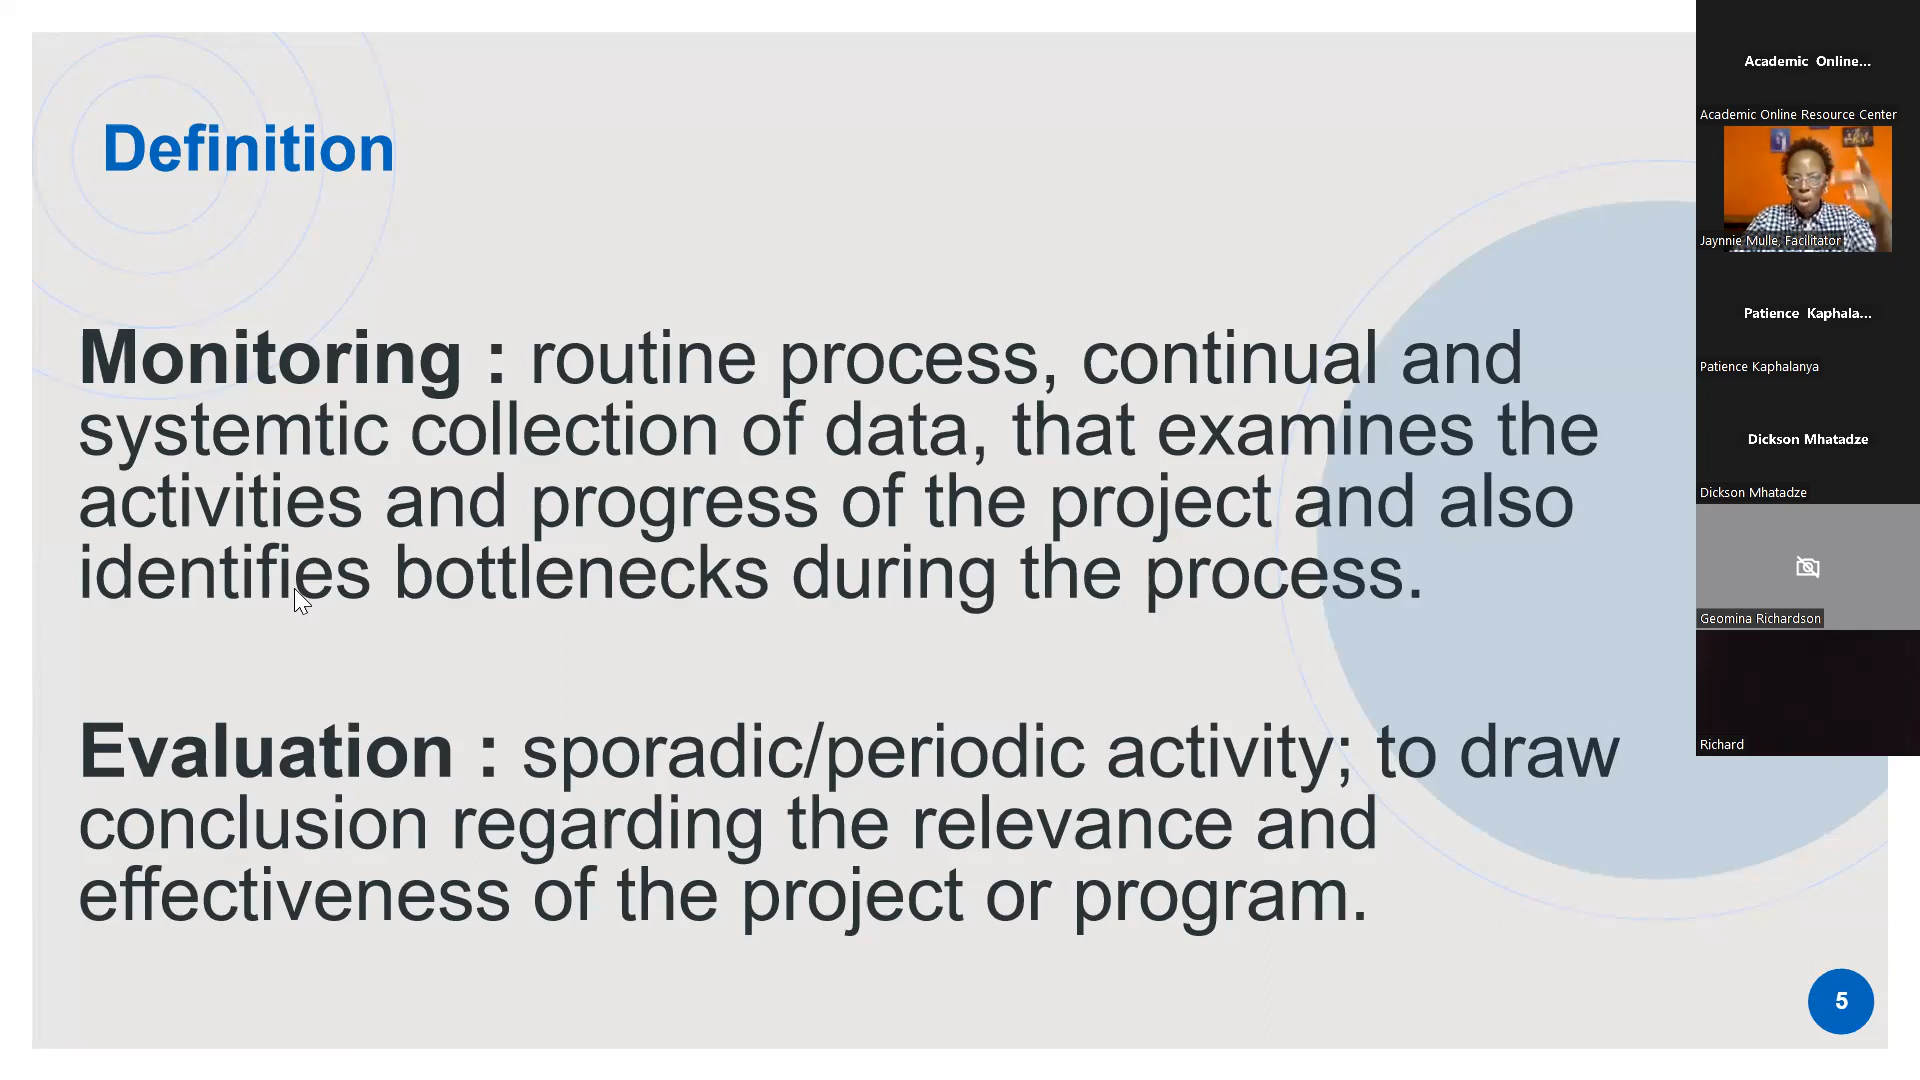 Definition
Monitoring : routine process, continual and
systemtic collection of data, that examines the
activities and progress of the project and also
identifies bottlenecks during the process.
Evaluation : sporadic/periodic activity; to draw
conclusion regarding the relevance and
effectiveness of the project or program.
5
Academic Online...
Academic Online Resource Center
Jaynnie Mulle, Facilitator
Patience Kaphala...
Patience Kaphalanya
Dickson Mhatadze
Dickson Mhatadze
Geomina Richardson
Richard